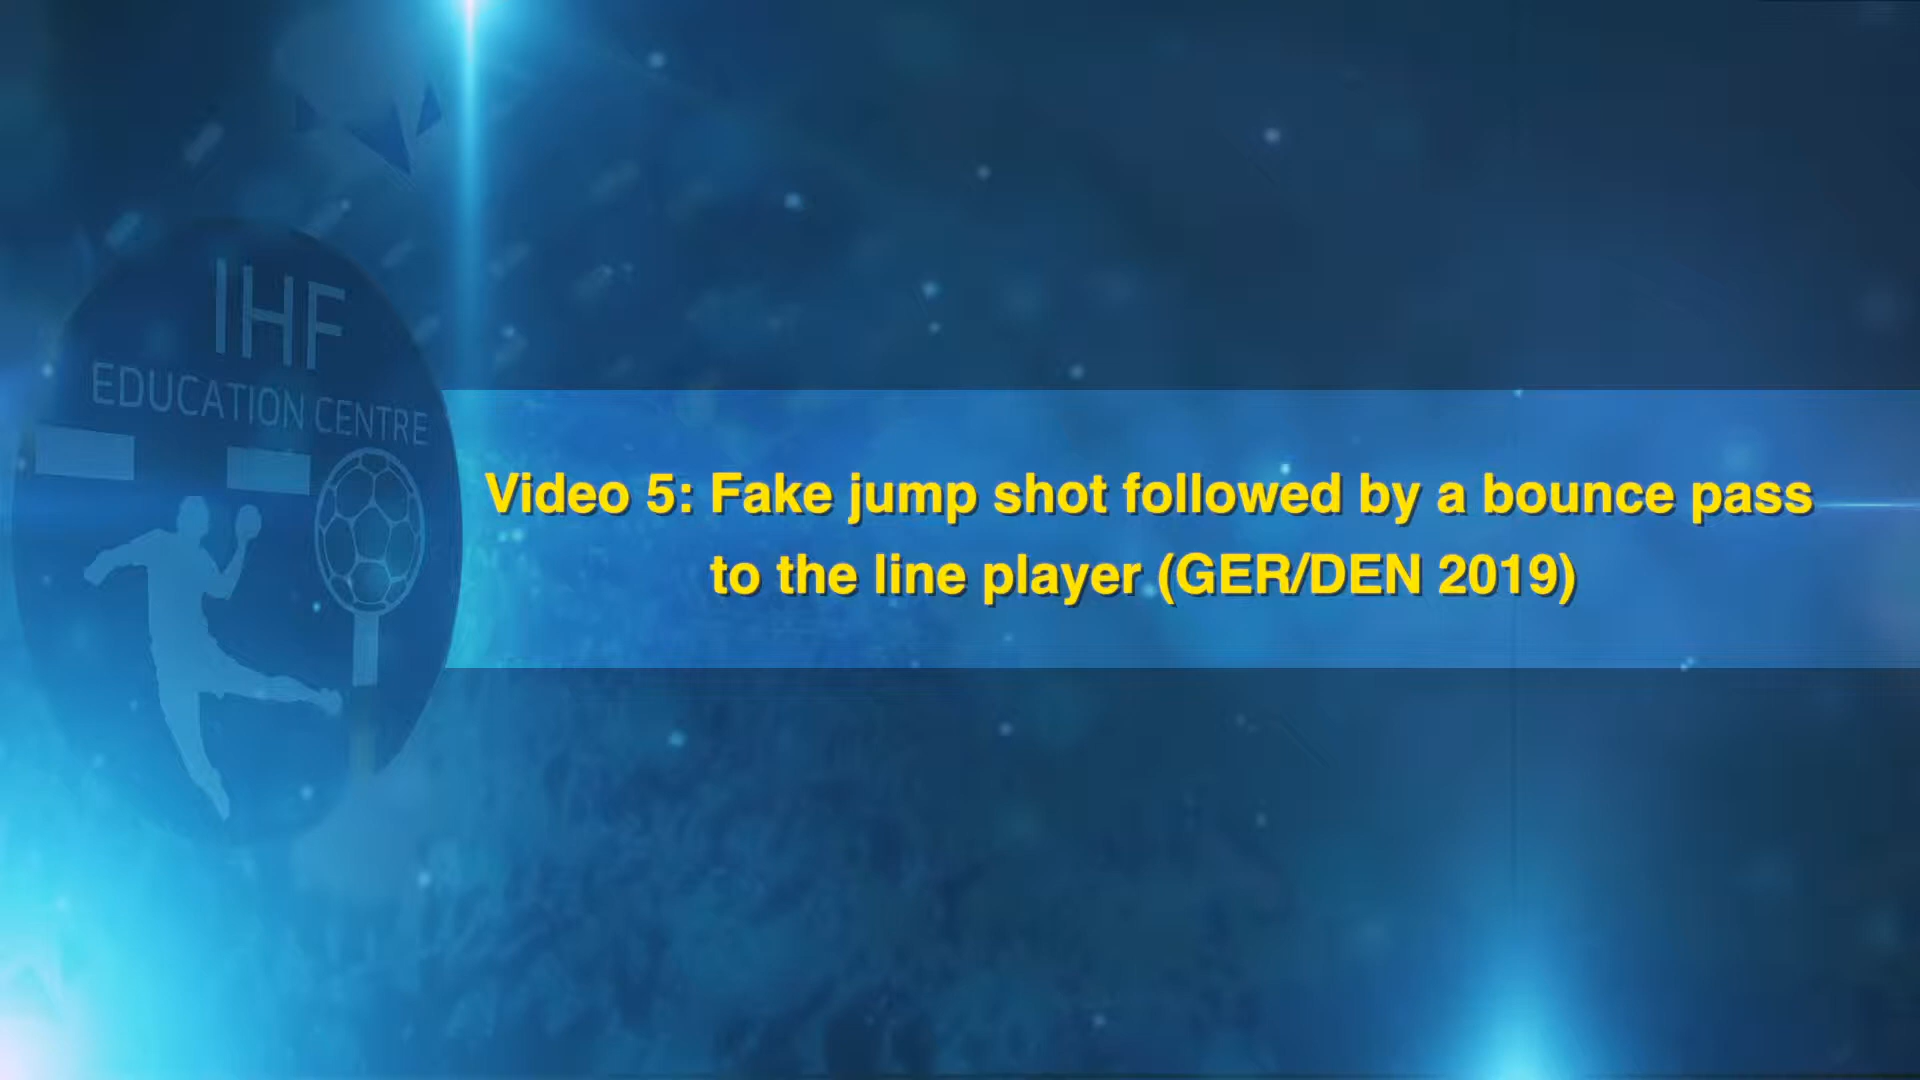 IHF
EDUCATION CENTRE
Video 5: Fake jump shot followed by a bounce pass
to the line player (GER/DEN 2019)